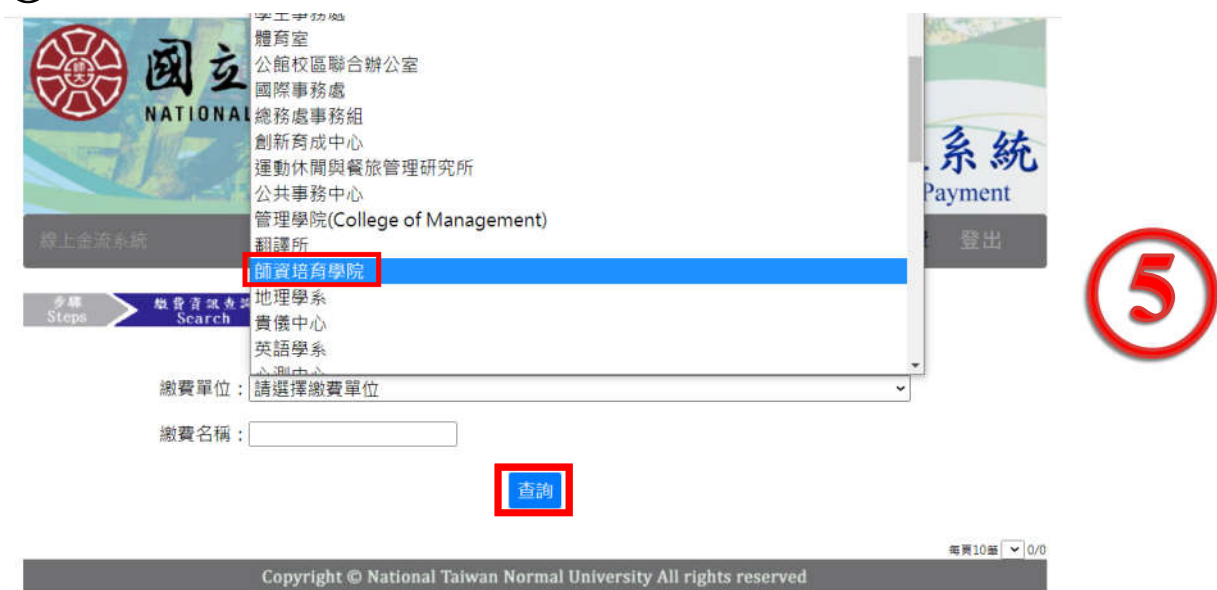 體育室
公館校區聯合辦公室
國際事務處
總務處事務組
創新育成中心
運動休閒與餐旅管理研究所
公共事務中心
管理學院(College of Management)
翻譯所
師資培育學院
地理學系
貴儀中心
英語學系
國立
NATIONAL
系統
Payment
線上金流系統
登出
步驟
Steps
繳費資訊查詢
Search
繳費單位：請選擇繳費單位
繳費名稱：
查詢
每頁10筆 0/0
Copyright © National Taiwan Normal University All rights reserved
5